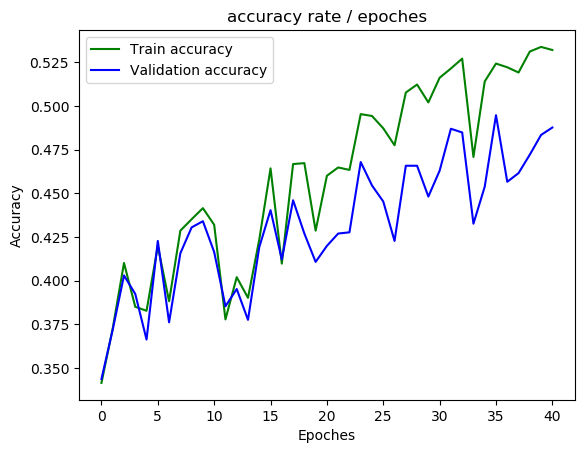 accuracy rate / epoches
Train accuracy
Validation accuracy
0.525
0.500
0.475
0.450
0.425
0.400
0.375
0.350
Accuracy
0 5 10 15 20 25 30 35 40
Epoches